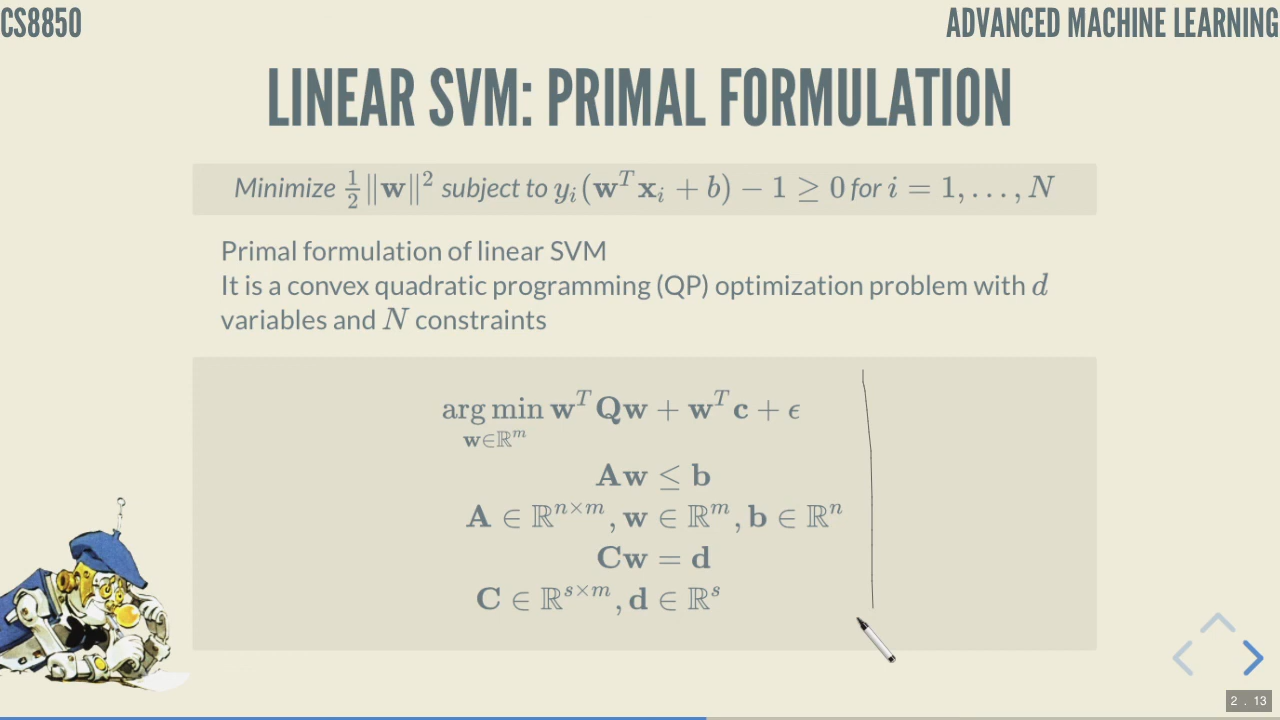 CS8850
ADVANCED MACHINE LEARNING
LINEAR SVM: PRIMAL FORMULATION
Minimize ½‖𝐰‖² subject to yᵢ(𝐰ᵀ𝐱ᵢ + b) − 1 ≥ 0 for i = 1, . . . , N
Primal formulation of linear SVM
It is a convex quadratic programming (QP) optimization problem with d
variables and N constraints
arg min 𝐰ᵀ𝐐𝐰 + 𝐰ᵀ𝐜 + ϵ
𝐰∈ℝᵐ
𝐀𝐰 ≤ 𝐛
𝐀 ∈ ℝⁿˣᵐ, 𝐰 ∈ ℝᵐ, 𝐛 ∈ ℝⁿ
𝐂𝐰 = 𝐝
𝐂 ∈ ℝˢˣᵐ, 𝐝 ∈ ℝˢ
2 . 13